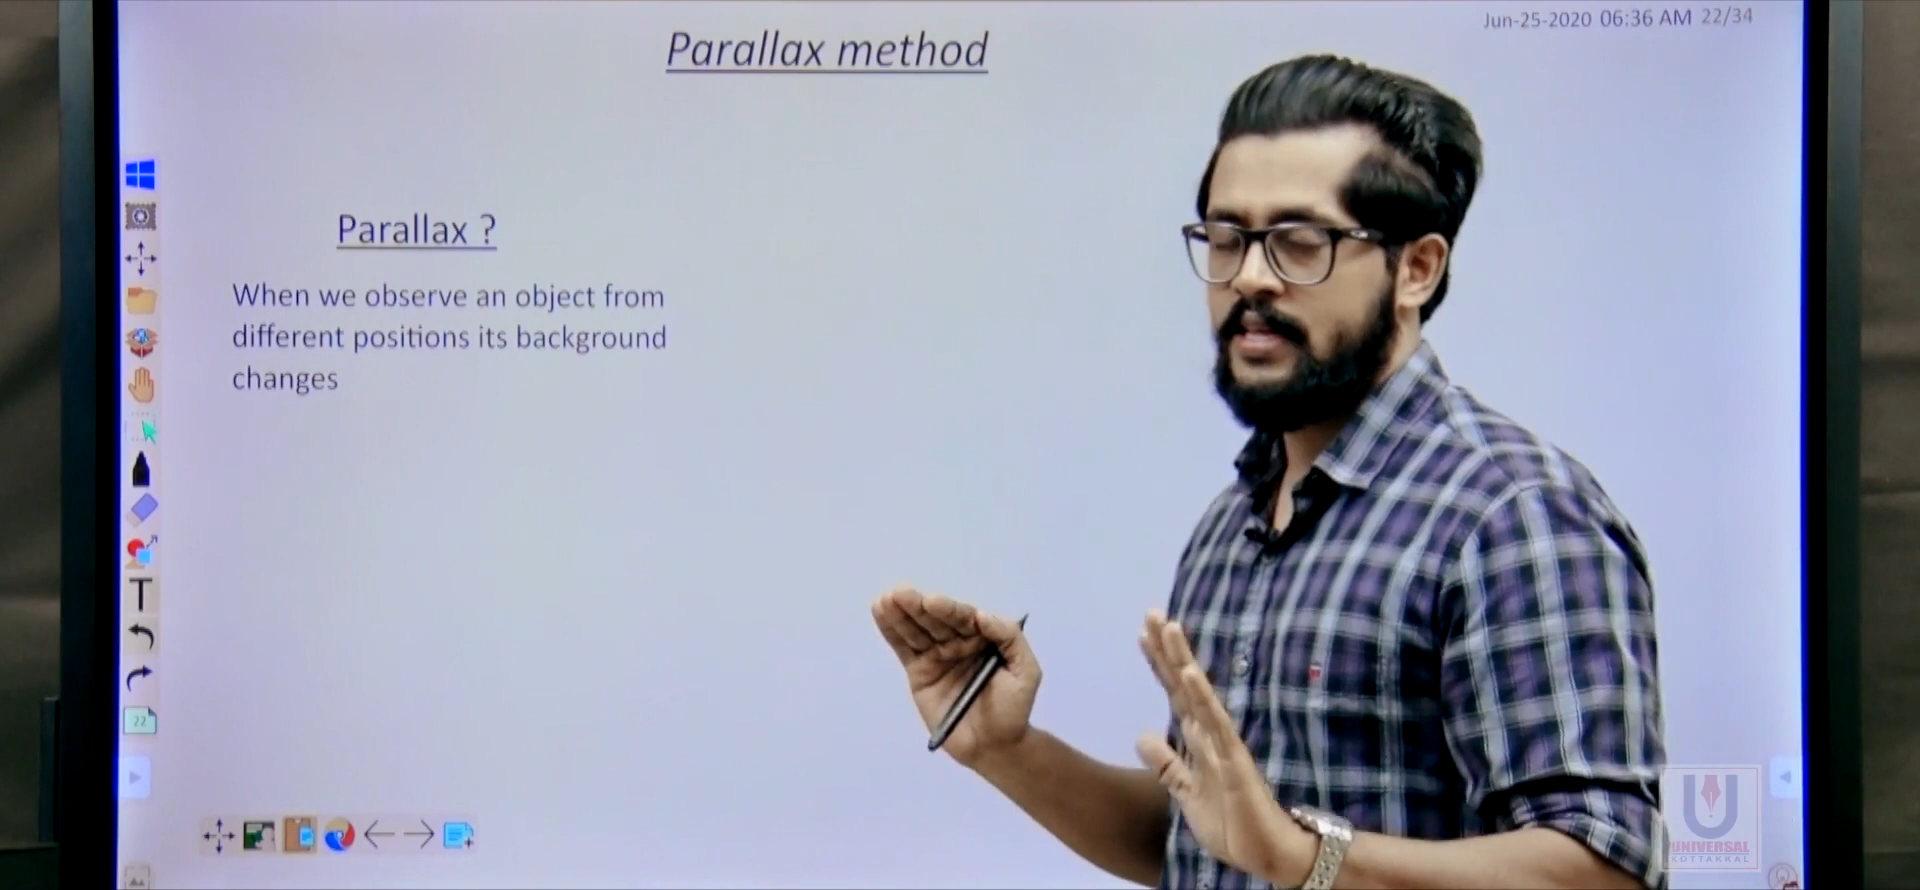 Jun-25-2020 06:36 AM 22/34
Parallax method
Parallax ?
When we observe an object from
different positions its background
changes
T
22
U
UNIVERSAL
KOTTAKKAL